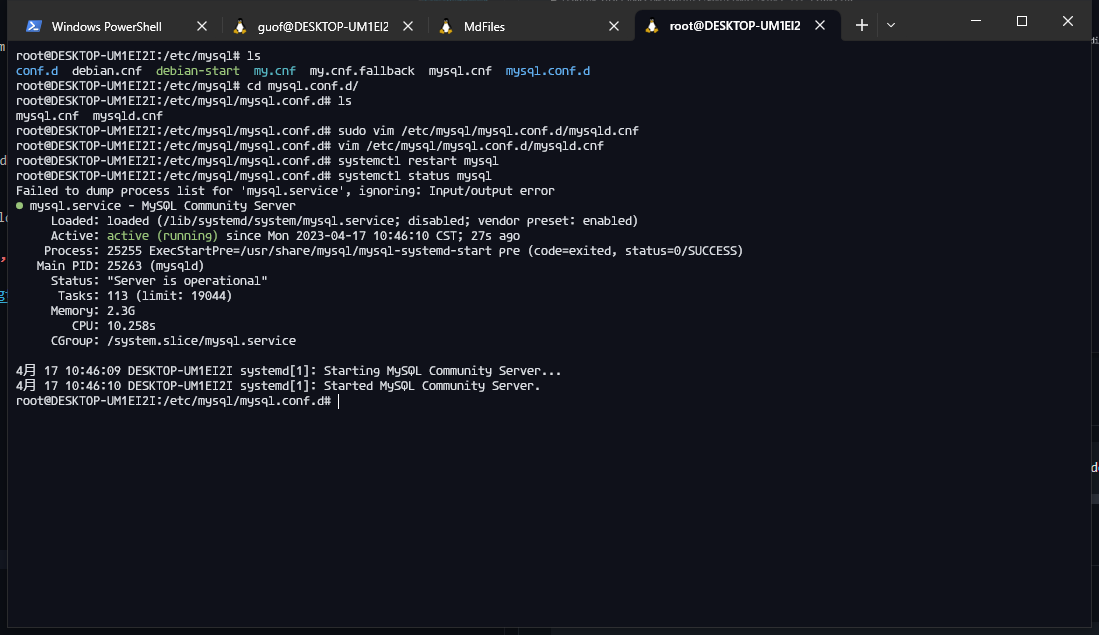 Windows PowerShell
guof@DESKTOP-UM1EI2
MdFiles
root@DESKTOP-UM1EI2
root@DESKTOP-UM1EI2I:/etc/mysql# ls
conf.d  debian.cnf  debian-start  my.cnf  my.cnf.fallback  mysql.cnf  mysql.conf.d
root@DESKTOP-UM1EI2I:/etc/mysql# cd mysql.conf.d/
root@DESKTOP-UM1EI2I:/etc/mysql/mysql.conf.d# ls
mysql.cnf  mysqld.cnf
root@DESKTOP-UM1EI2I:/etc/mysql/mysql.conf.d# sudo vim /etc/mysql/mysql.conf.d/mysqld.cnf
root@DESKTOP-UM1EI2I:/etc/mysql/mysql.conf.d# vim /etc/mysql/mysql.conf.d/mysqld.cnf
root@DESKTOP-UM1EI2I:/etc/mysql/mysql.conf.d# systemctl restart mysql
root@DESKTOP-UM1EI2I:/etc/mysql/mysql.conf.d# systemctl status mysql
Failed to dump process list for 'mysql.service', ignoring: Input/output error
● mysql.service - MySQL Community Server
Loaded: loaded (/lib/systemd/system/mysql.service; disabled; vendor preset: enabled)
Active: active (running) since Mon 2023-04-17 10:46:10 CST; 27s ago
Process: 25255 ExecStartPre=/usr/share/mysql/mysql-systemd-start pre (code=exited, status=0/SUCCESS)
Main PID: 25263 (mysqld)
Status: "Server is operational"
Tasks: 113 (limit: 19044)
Memory: 2.3G
CPU: 10.258s
CGroup: /system.slice/mysql.service
4月 17 10:46:09 DESKTOP-UM1EI2I systemd[1]: Starting MySQL Community Server...
4月 17 10:46:10 DESKTOP-UM1EI2I systemd[1]: Started MySQL Community Server.
root@DESKTOP-UM1EI2I:/etc/mysql/mysql.conf.d#